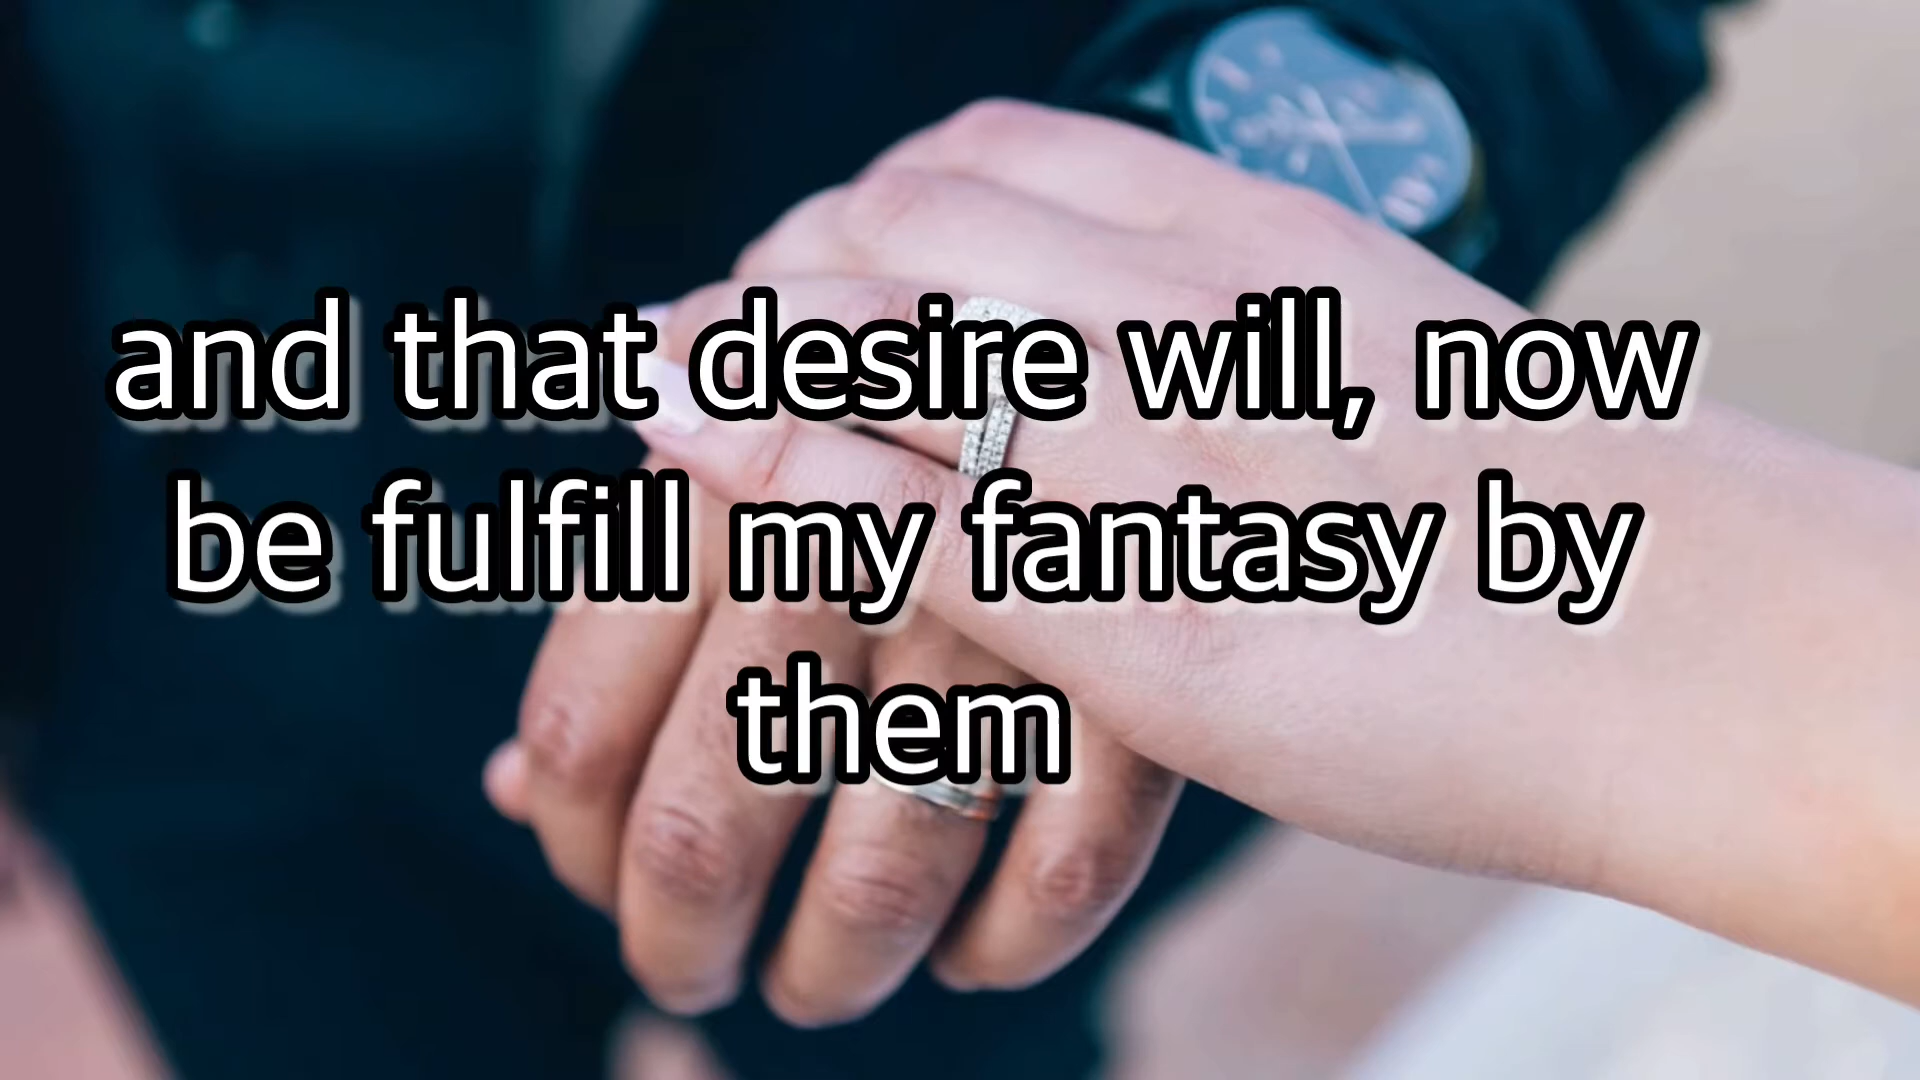 and that desire will, now
be fulfill my fantasy by
them